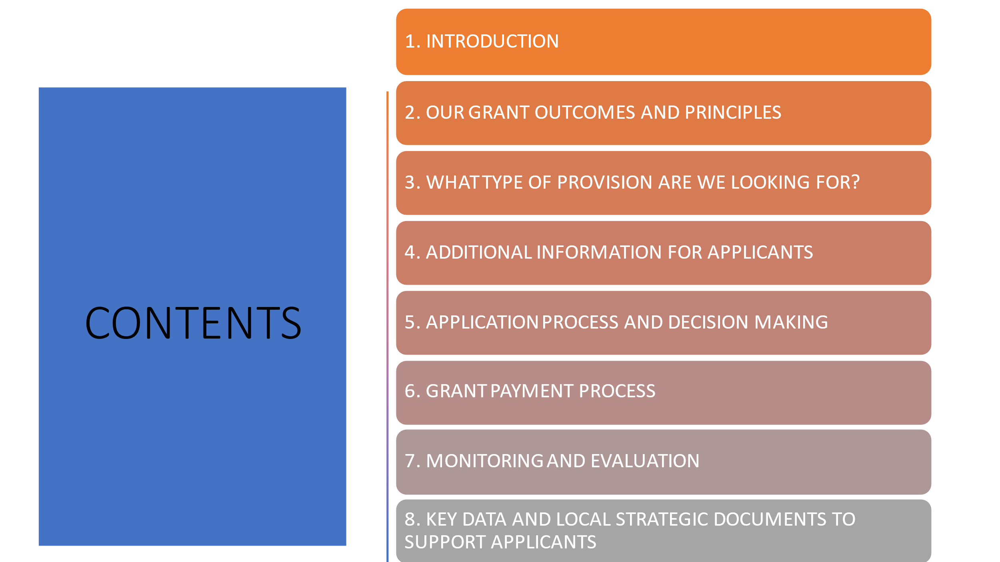 CONTENTS
1. INTRODUCTION
2. OUR GRANT OUTCOMES AND PRINCIPLES
3. WHAT TYPE OF PROVISION ARE WE LOOKING FOR?
4. ADDITIONAL INFORMATION FOR APPLICANTS
5. APPLICATION PROCESS AND DECISION MAKING
6. GRANT PAYMENT PROCESS
7. MONITORING AND EVALUATION
8. KEY DATA AND LOCAL STRATEGIC DOCUMENTS TO
SUPPORT APPLICANTS